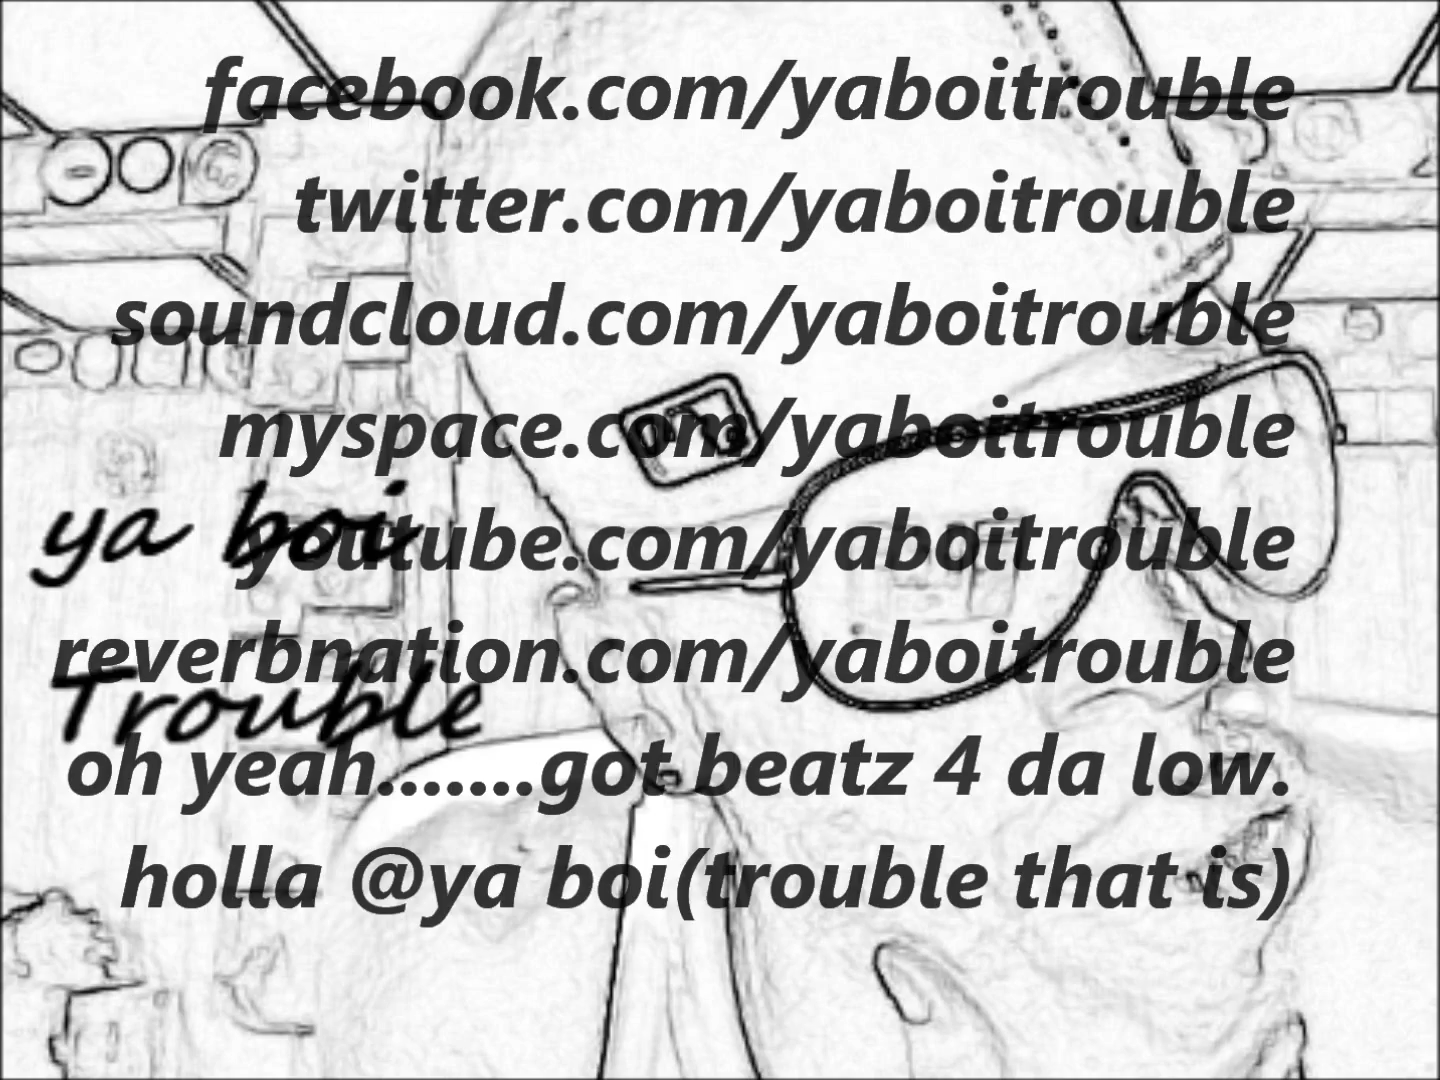 facebook.com/yaboitrouble
twitter.com/yaboitrouble
soundcloud.com/yaboitrouble
myspace.com/yaboitrouble
youtube.com/yaboitrouble
reverbnation.com/yaboitrouble
oh yeah.......got beatz 4 da low.
holla @ya boi(trouble that is)
ya boi
Trouble